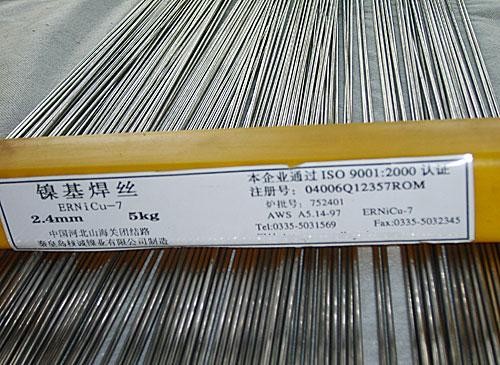 镍基焊丝
ERNiCu-7
2.4mm 5kg
中国河北山海关团结路
秦皇岛核诚镍业有限公司制造
本企业通过 ISO 9001:2000 认证
注册号: 04006Q12357ROM
炉批号: 752401
AWS A5.14-97 ERNiCu-7
Tel:0335-5031569 Fax:0335-5032345